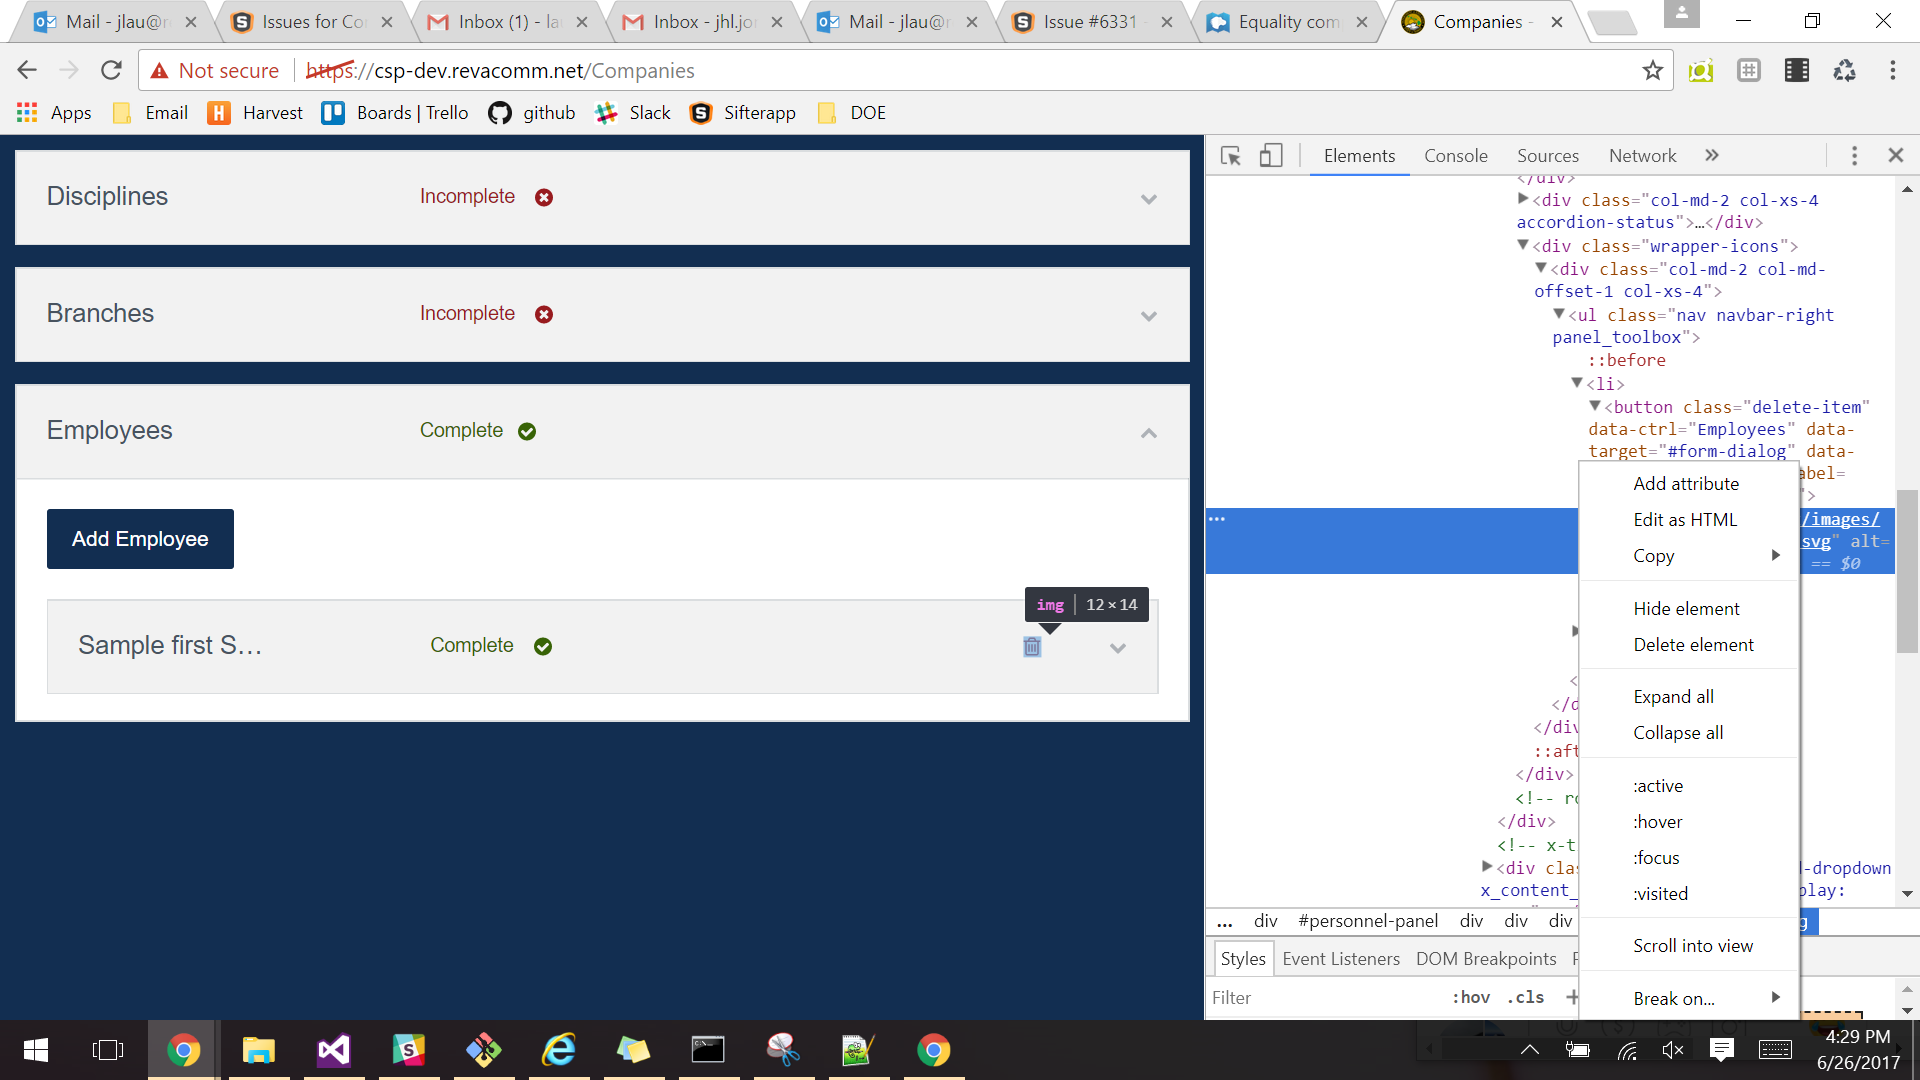 Mail - jlau@r
Issues for Co
Inbox (1) - la
Inbox - jhl.jo
Mail - jlau@r
Issue #6331 -
Equality com
Companies -
Not secure
https://csp-dev.revacomm.net/Companies
Apps
Email
Harvest
Boards | Trello
github
Slack
Sifterapp
DOE
Disciplines
Incomplete
Branches
Incomplete
Employees
Complete
Add Employee
img 12 × 14
Sample first S...
Complete
Elements
Console
Sources
Network
</div>
<div class="col-md-2 col-xs-4
accordion-status">…</div>
<div class="wrapper-icons">
<div class="col-md-2 col-md-
offset-1 col-xs-4">
<ul class="nav navbar-right
panel_toolbox">
::before
<li>
<button class="delete-item"
data-ctrl="Employees" data-
target="#form-dialog" data-
abel=
">
/images/
svg" alt=
== $0
<
</d
</div
::aft
</div>
<!-- ro
</div>
<!-- x-t
<div clas
d-dropdown
x_content_
play:
Add attribute
Edit as HTML
Copy
Hide element
Delete element
Expand all
Collapse all
:active
:hover
:focus
:visited
Scroll into view
Break on...
... div #personnel-panel div div div
g
Styles
Event Listeners
DOM Breakpoints
Filter
:hov .cls +
4:29 PM
6/26/2017